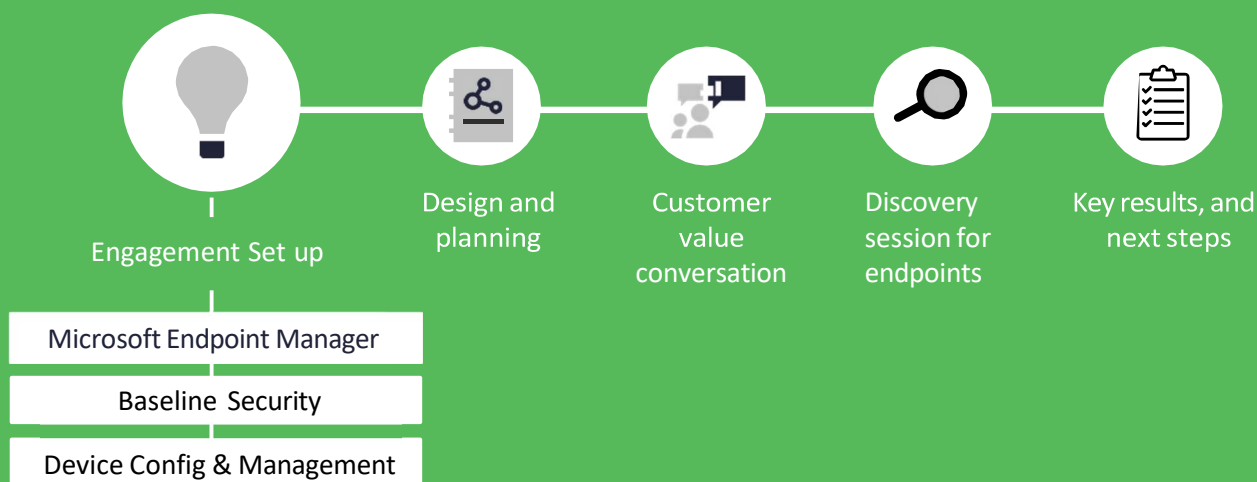 Engagement Set up
Microsoft Endpoint Manager
Baseline Security
Device Config & Management
Design and
planning
Customer
value
conversation
Discovery
session for
endpoints
Key results, and
next steps